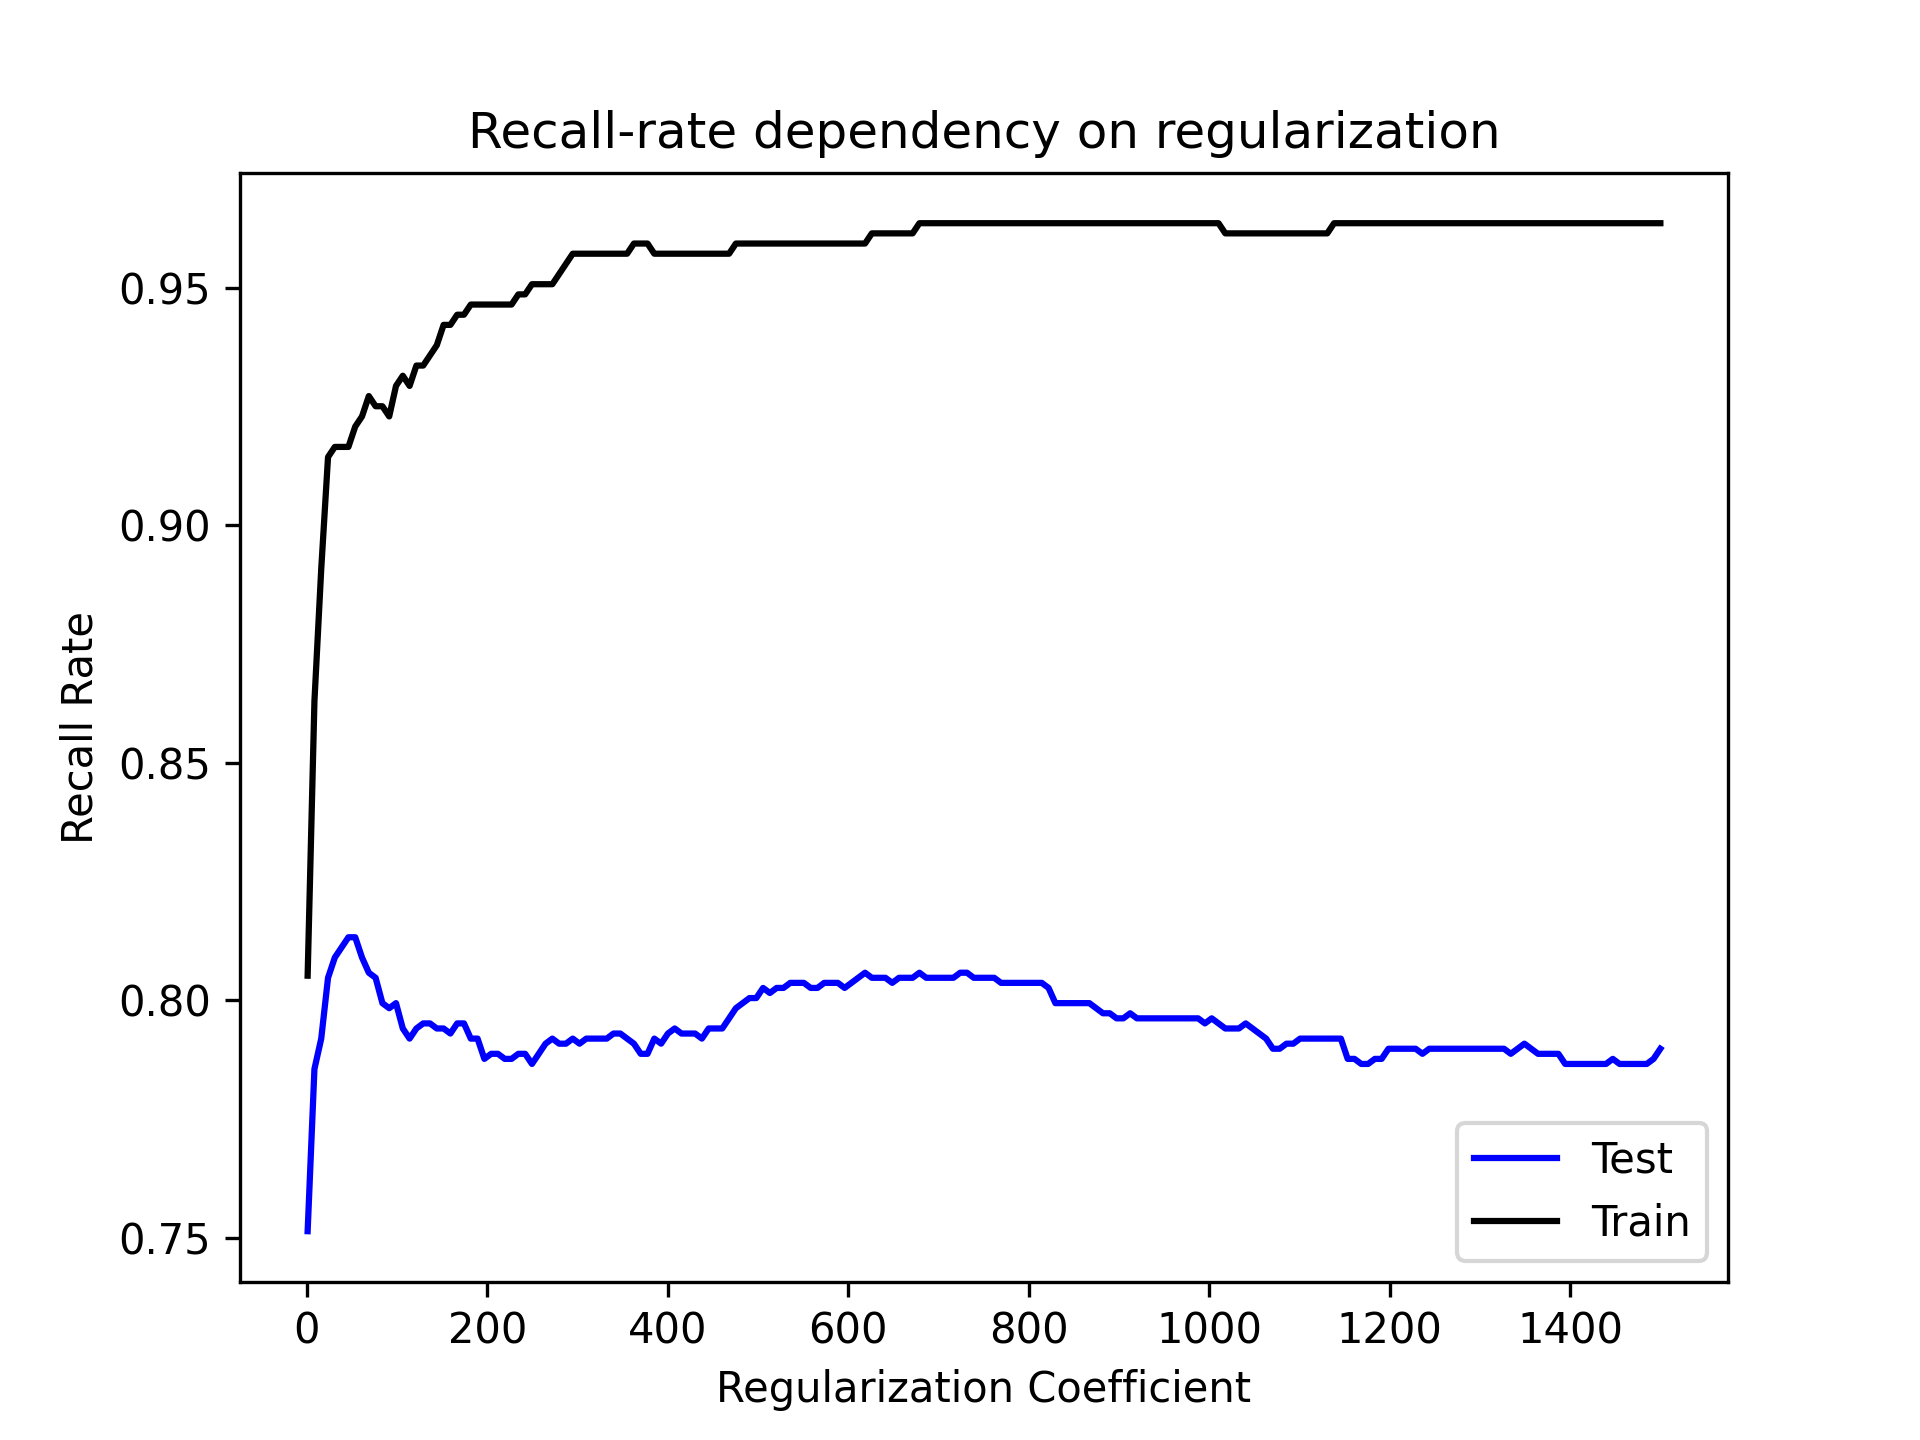 Recall-rate dependency on regularization
Recall Rate
0.95
0.90
0.85
0.80
0.75
0 200 400 600 800 1000 1200 1400
Regularization Coefficient
Test
Train